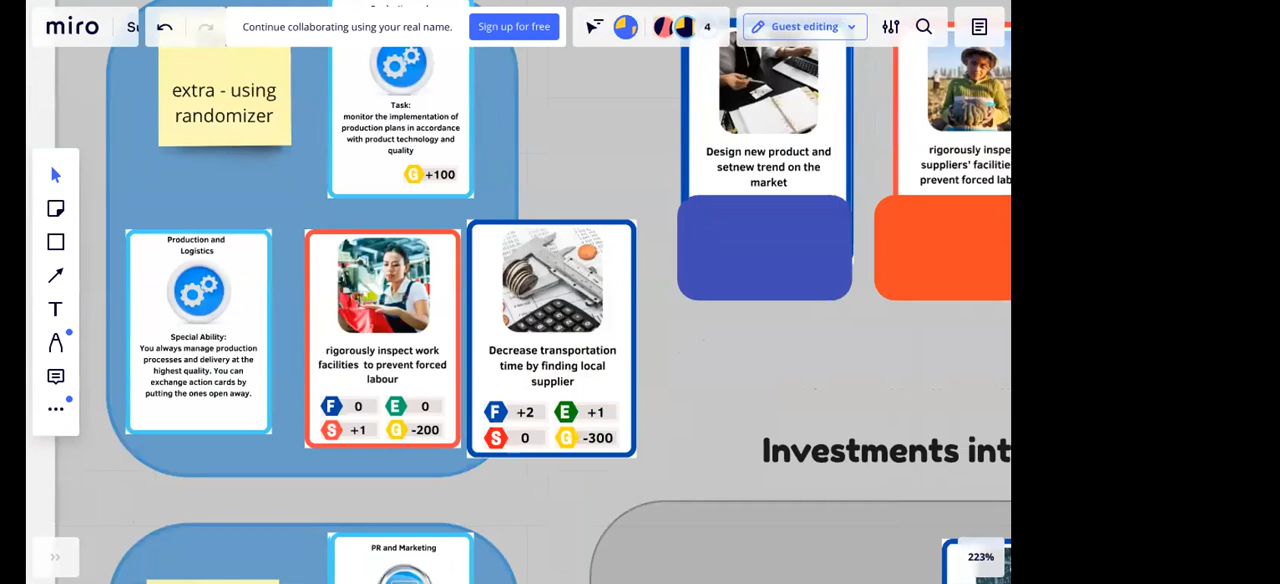 miro
Continue collaborating using your real name.
Sign up for free
4
Guest editing
extra - using
randomizer
Task:
monitor the implementation of
production plans in accordance
with product technology and
quality
G +100
Design new product and
setnew trend on the
market
rigorously inspe
suppliers' facilitie
prevent forced lab
Production and
Logistics
Special Ability:
You always manage production
processes and delivery at the
highest quality. You can
exchange action cards by
putting the ones open away.
rigorously inspect work
facilities to prevent forced
labour
F 0 E 0
S +1 G -200
Decrease transportation
time by finding local
supplier
F +2 E +1
S 0 G -300
T
Investments int
PR and Marketing
223%